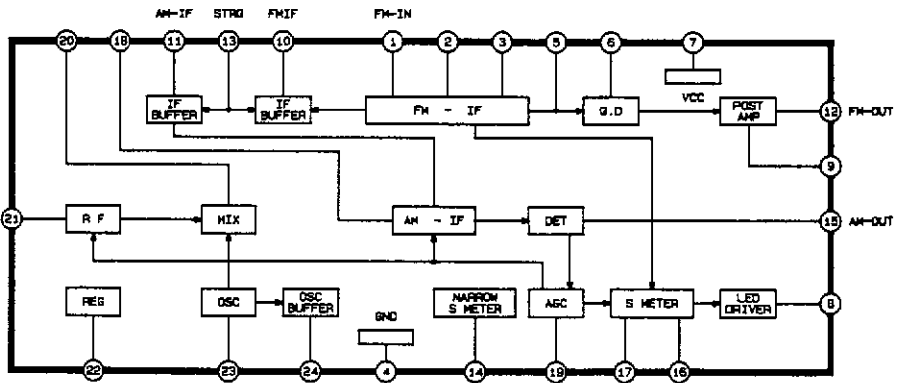 AM-IF STRQ FMIF FM-IN
20 18 11 13 10 1 2 3 5 6 7
VCC
IF BUFFER
IF BUFFER
FM - IF
Q.D
POST AMP
12 FM-OUT
9
21
R F
MIX
AM - IF
DET
15 AM-OUT
REG
OSC
OSC BUFFER
GND
NARROW S METER
AGC
S METER
LED DRIVER
8
22 23 24 4 14 19 17 16